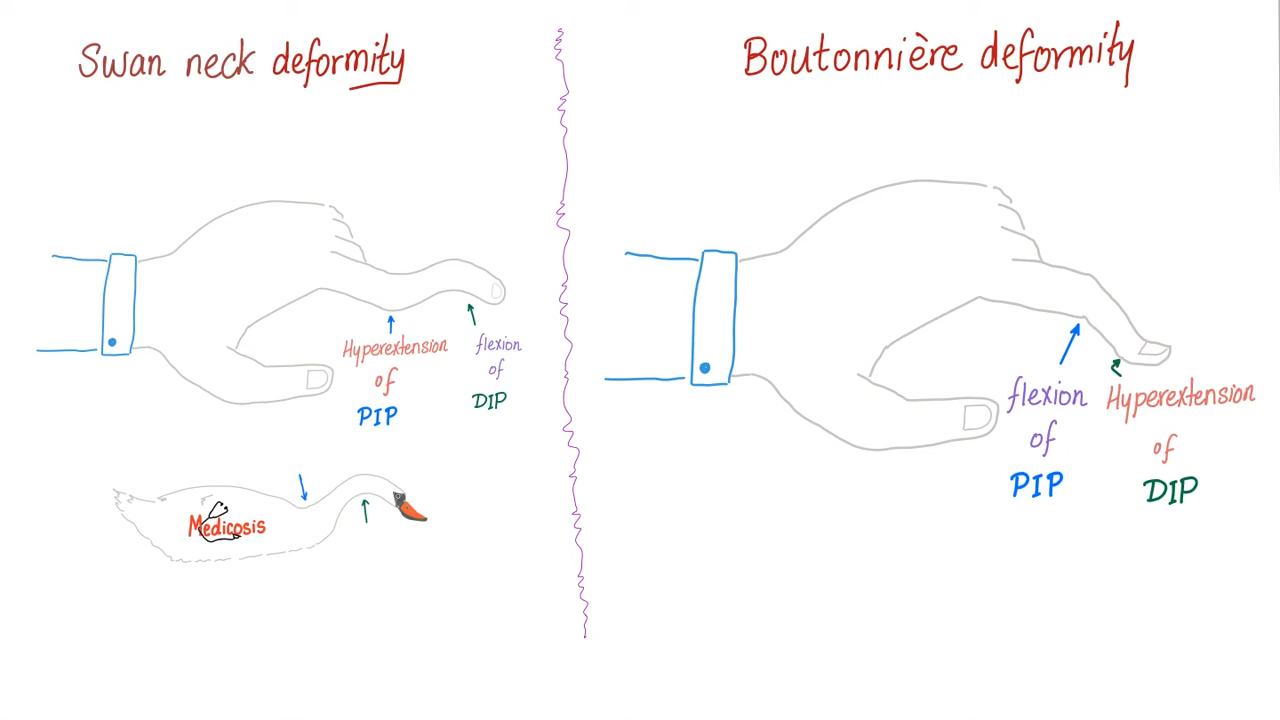 Swan neck deformity
Hyperextension
of
PIP
flexion
of
DIP
Medicosis
Boutonnière deformity
flexion
of
PIP
Hyperextension
of
DIP